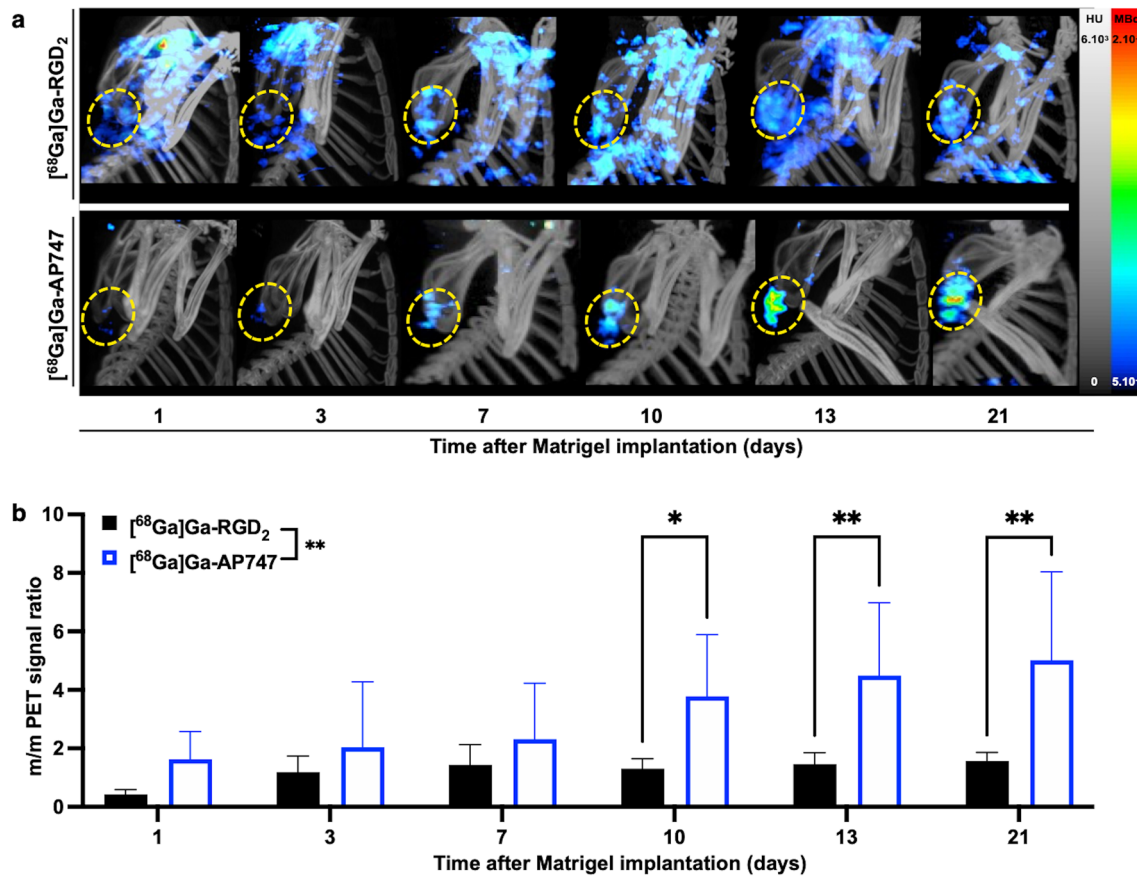 a
HU
MBq
6.10³
2.10
[⁶⁸Ga]Ga-RGD₂
[⁶⁸Ga]Ga-AP747
0
5.10
1 3 7 10 13 21
Time after Matrigel implantation (days)
b
[⁶⁸Ga]Ga-RGD₂
**
[⁶⁸Ga]Ga-AP747
* ** **
10
8
6
4
2
0
m/m PET signal ratio
1 3 7 10 13 21
Time after Matrigel implantation (days)